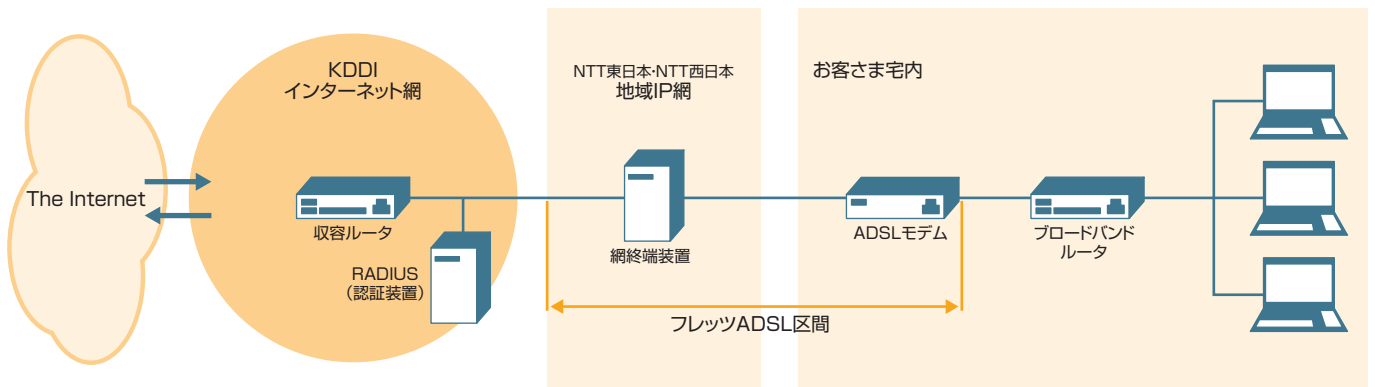 The Internet
KDDI
インターネット網
収容ルータ
RADIUS
（認証装置）
NTT東日本・NTT西日本
地域IP網
網終端装置
フレッツADSL区間
お客さま宅内
ADSLモデム
ブロードバンド
ルータ